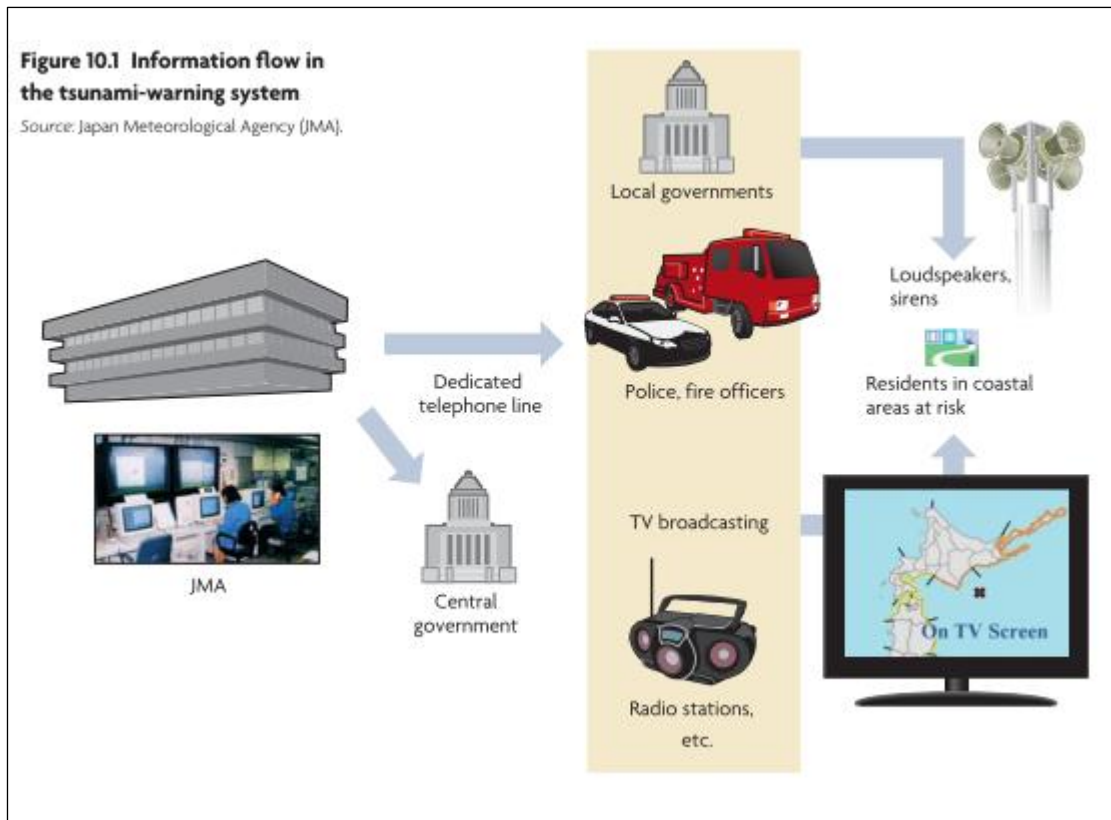 Figure 10.1 Information flow in
the tsunami-warning system
Source: Japan Meteorological Agency (JMA).
Local governments
Loudspeakers,
sirens
Dedicated
telephone line
Police, fire officers
Residents in coastal
areas at risk
JMA
Central
government
TV broadcasting
On TV Screen
Radio stations,
etc.